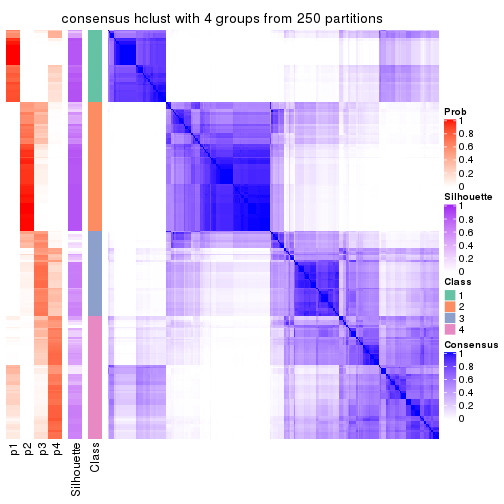 consensus hclust with 4 groups from 250 partitions
p1
p2
p3
p4
Silhouette
Class
Prob
1
0.8
0.6
0.4
0.2
0
Silhouette
1
0.8
0.6
0.4
0.2
0
Class
1
2
3
4
Consensus
1
0.8
0.6
0.4
0.2
0